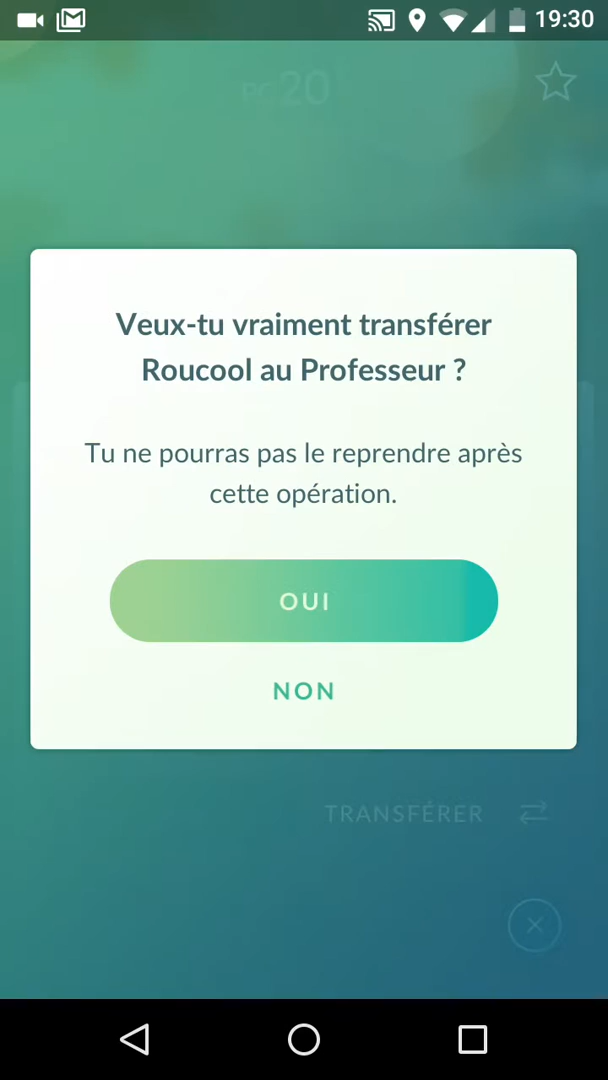 19:30
PC 20
Veux-tu vraiment transférer
Roucool au Professeur ?
Tu ne pourras pas le reprendre après
cette opération.
OUI
NON
TRANSFÉRER